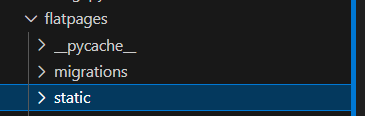 flatpages
__pycache__
migrations
static